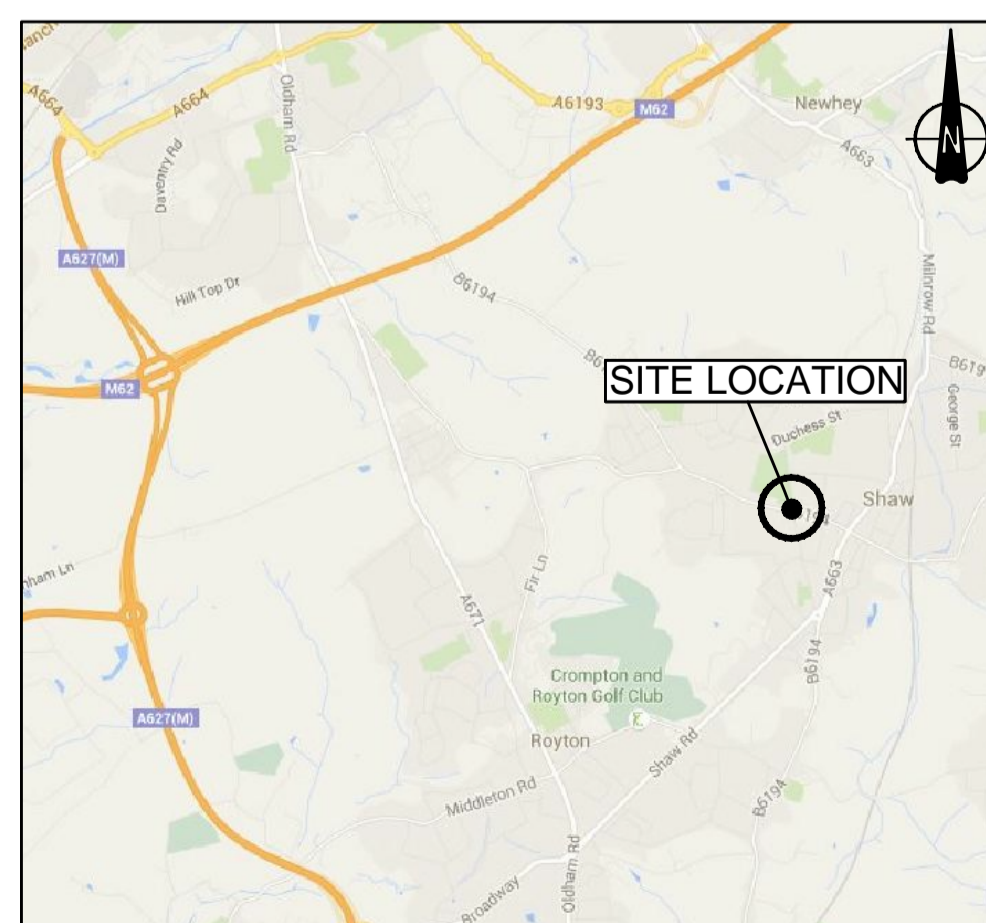 A664
A664
Oldham Rd
A6193
M62
Newhey
A663
Daventry Rd
A627(M)
Hill Top Dr
B6194
Milnrow Rd
N
M62
SITE LOCATION
Duchess St
George St
Shaw
Fir Ln
A671
A663
B6194
Crompton and
Royton Golf Club
A627(M)
Royton
Shaw Rd
Middleton Rd
B6194
Broadway
Oldham Rd